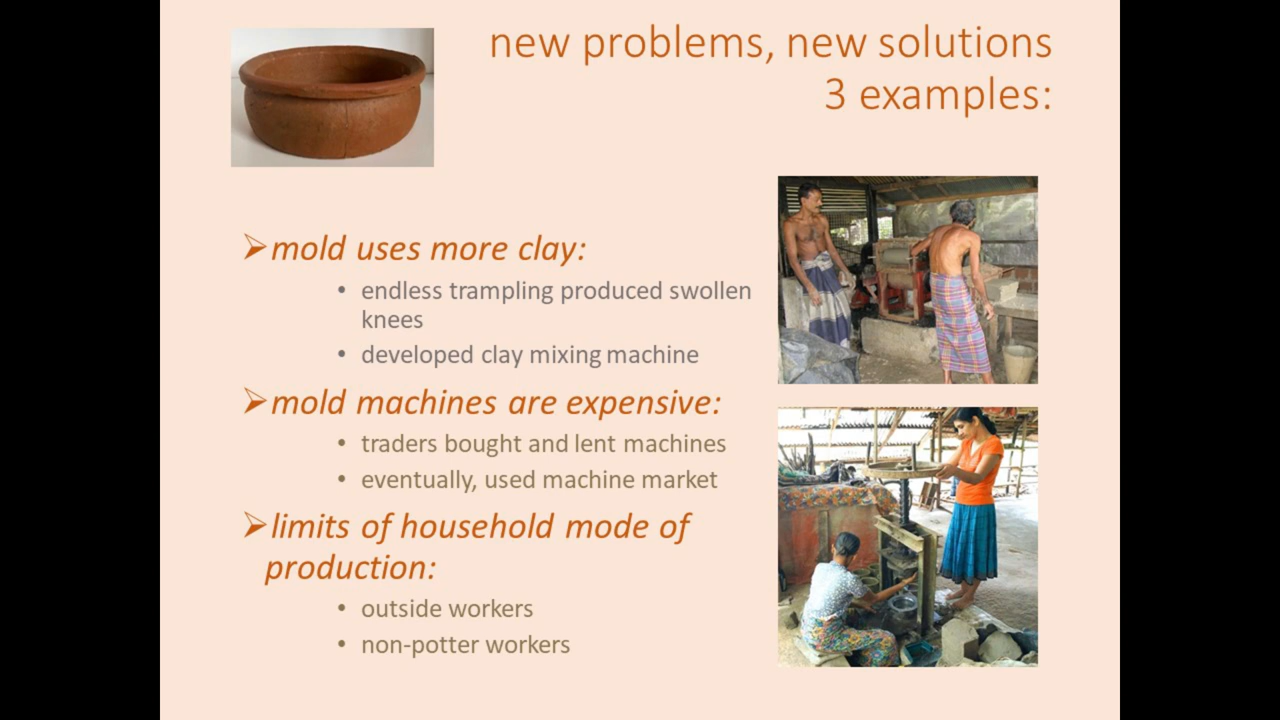 new problems, new solutions
3 examples:
➢mold uses more clay:
• endless trampling produced swollen
knees
• developed clay mixing machine
➢mold machines are expensive:
• traders bought and lent machines
• eventually, used machine market
➢limits of household mode of
production:
• outside workers
• non-potter workers